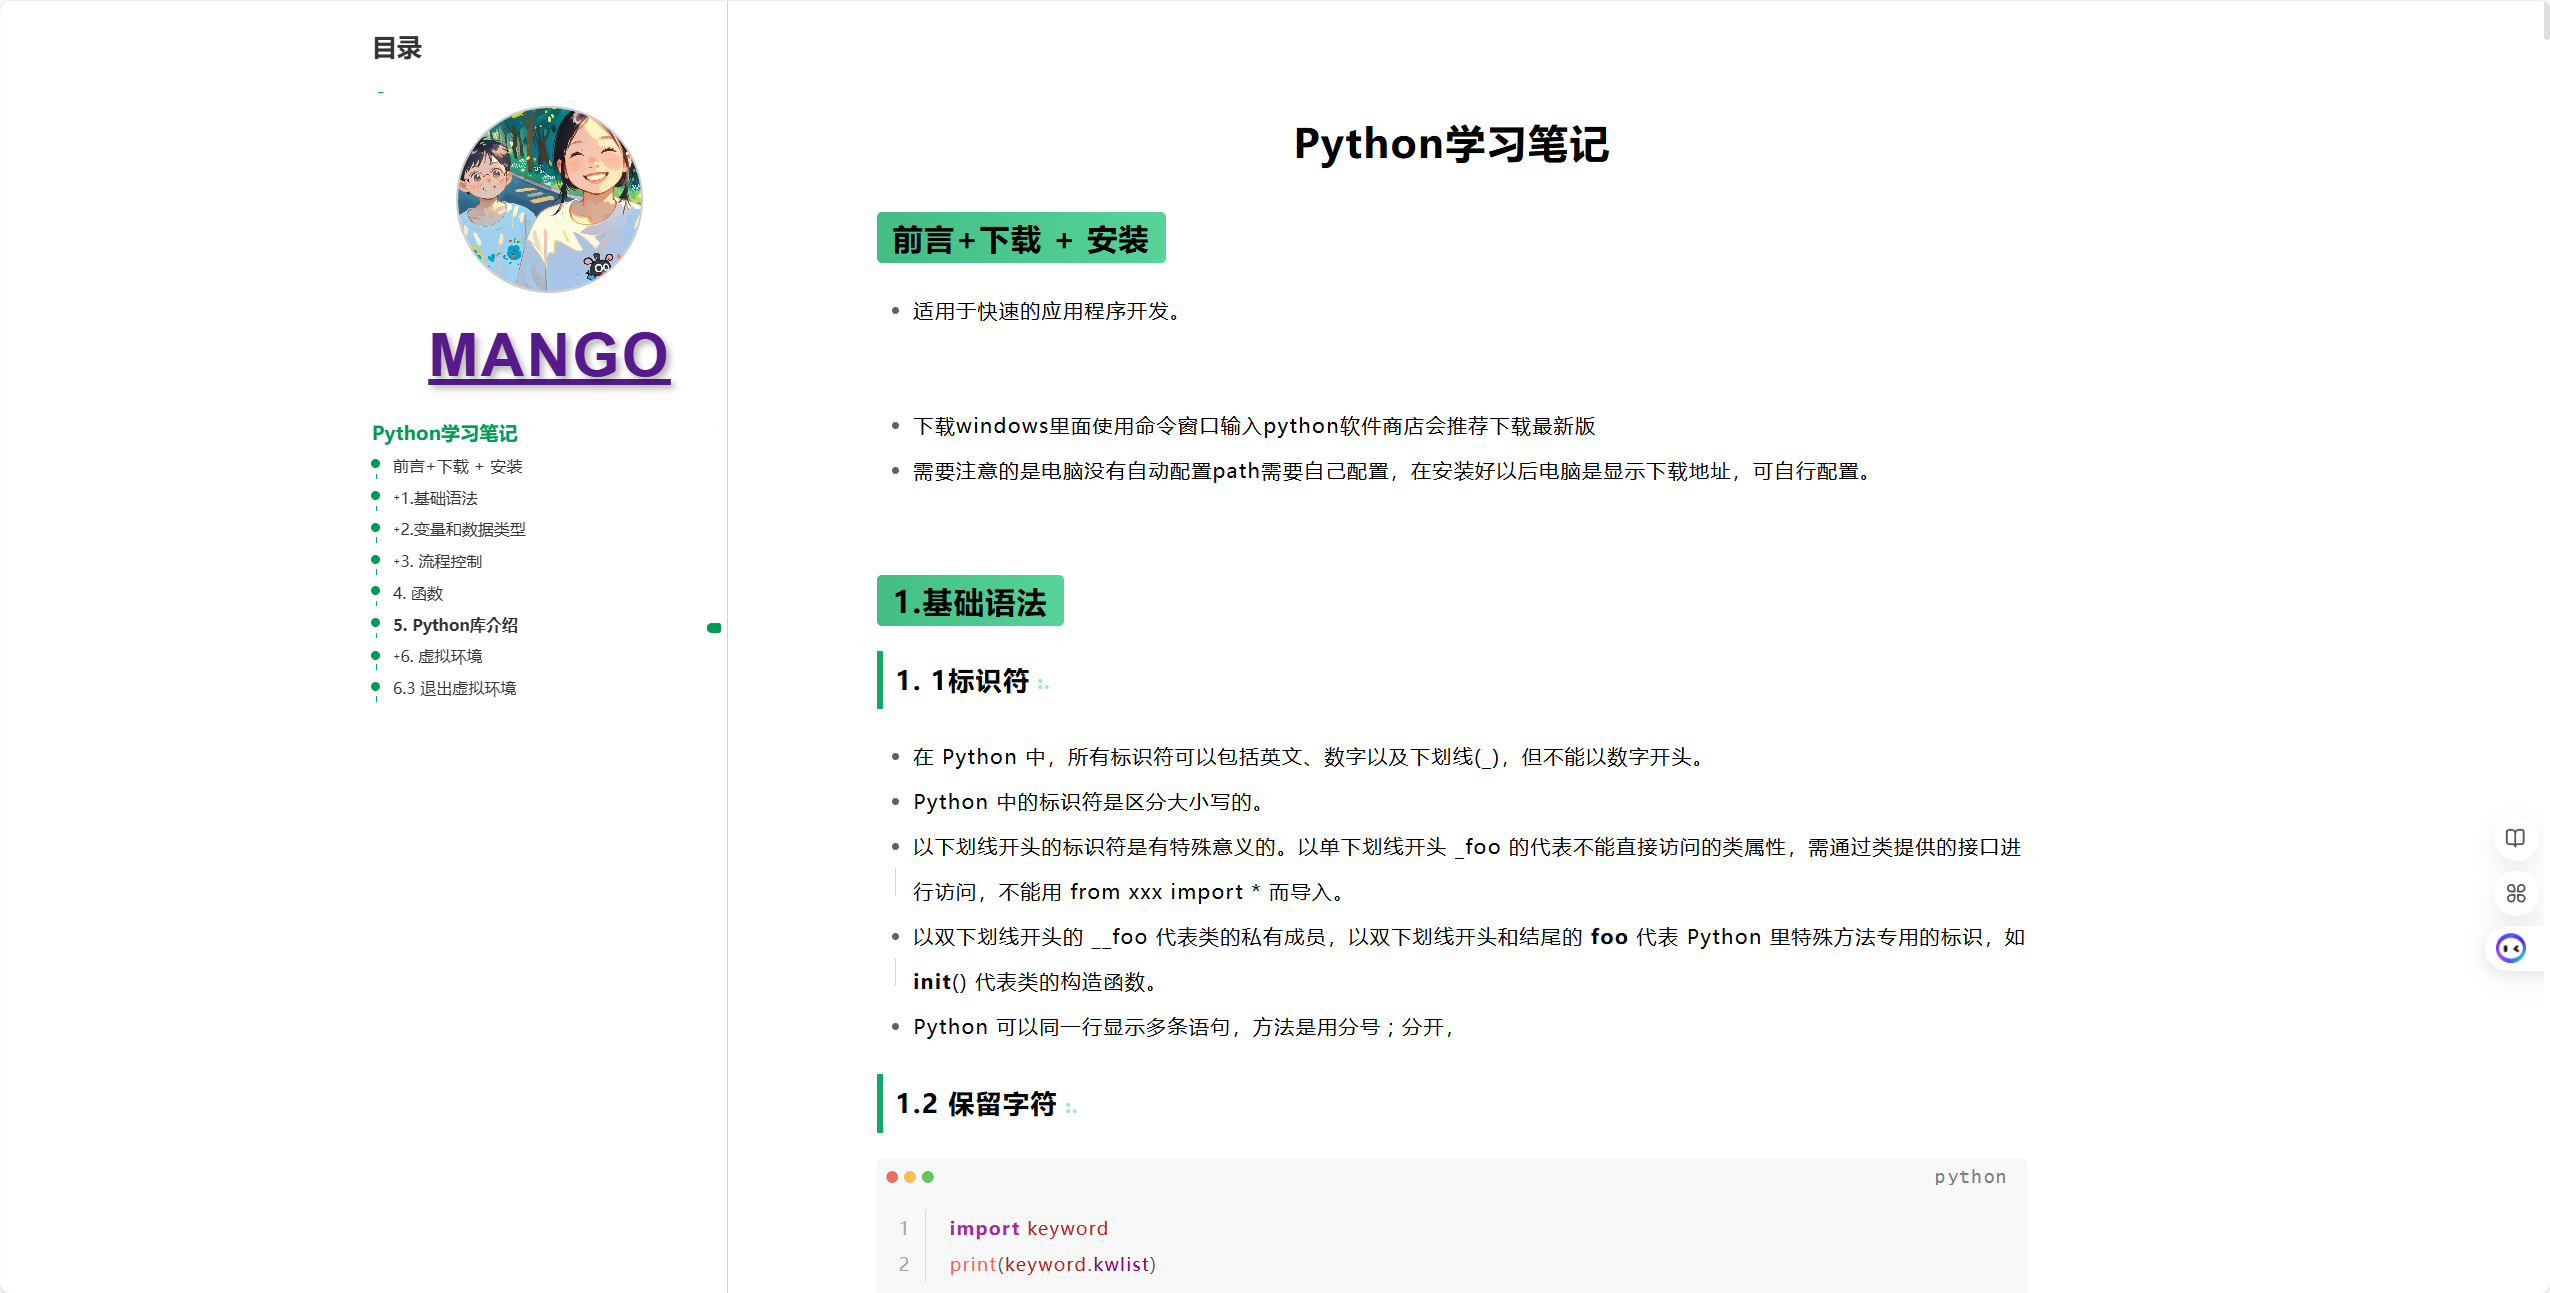 目录
MANGO
Python学习笔记
前言+下载 + 安装
+1.基础语法
+2.变量和数据类型
+3. 流程控制
4. 函数
5. Python库介绍
+6. 虚拟环境
6.3 退出虚拟环境
Python学习笔记
前言+下载 + 安装
适用于快速的应用程序开发。
下载windows里面使用命令窗口输入python软件商店会推荐下载最新版
需要注意的是电脑没有自动配置path需要自己配置，在安装好以后电脑是显示下载地址，可自行配置。
1.基础语法
1. 1标识符
在 Python 中，所有标识符可以包括英文、数字以及下划线(_)，但不能以数字开头。
Python 中的标识符是区分大小写的。
以下划线开头的标识符是有特殊意义的。以单下划线开头 _foo 的代表不能直接访问的类属性，需通过类提供的接口进
行访问，不能用 from xxx import * 而导入。
以双下划线开头的 __foo 代表类的私有成员，以双下划线开头和结尾的 foo 代表 Python 里特殊方法专用的标识，如
init() 代表类的构造函数。
Python 可以同一行显示多条语句，方法是用分号 ; 分开，
1.2 保留字符
python
1 import keyword
2 print(keyword.kwlist)